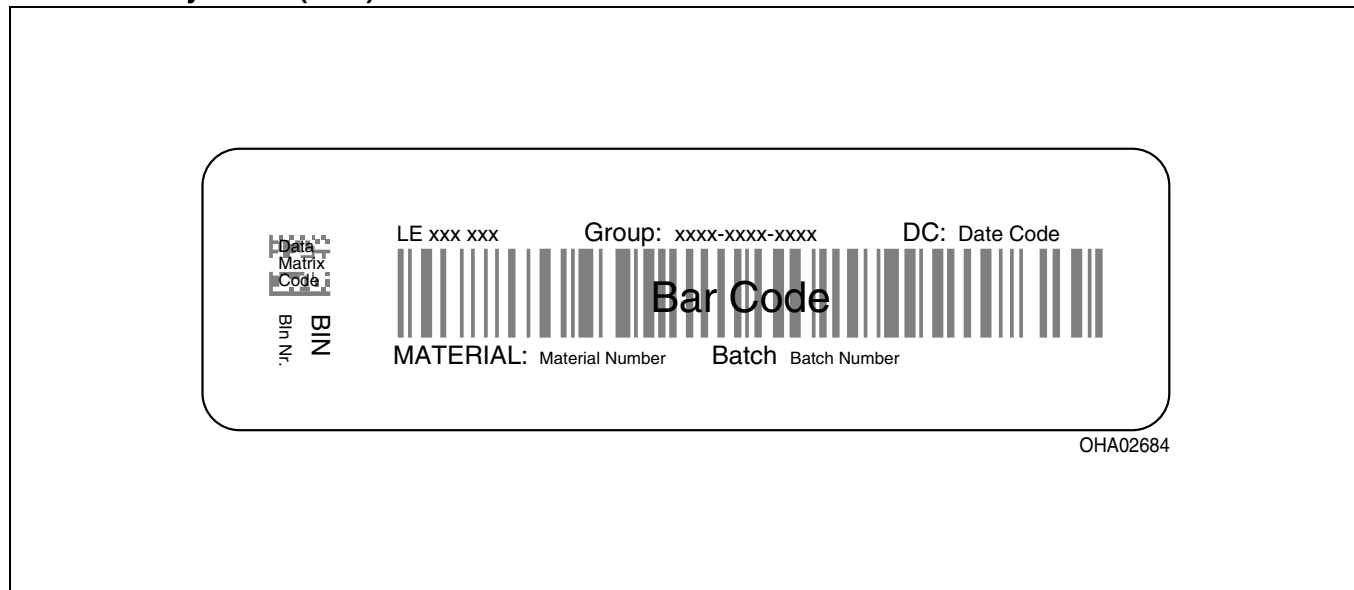 Data
Matrix
Code
BIN
BIn Nr.
LE xxx xxx Group: xxxx-xxxx-xxxx DC: Date Code
Bar Code
MATERIAL: Material Number Batch Batch Number
OHA02684